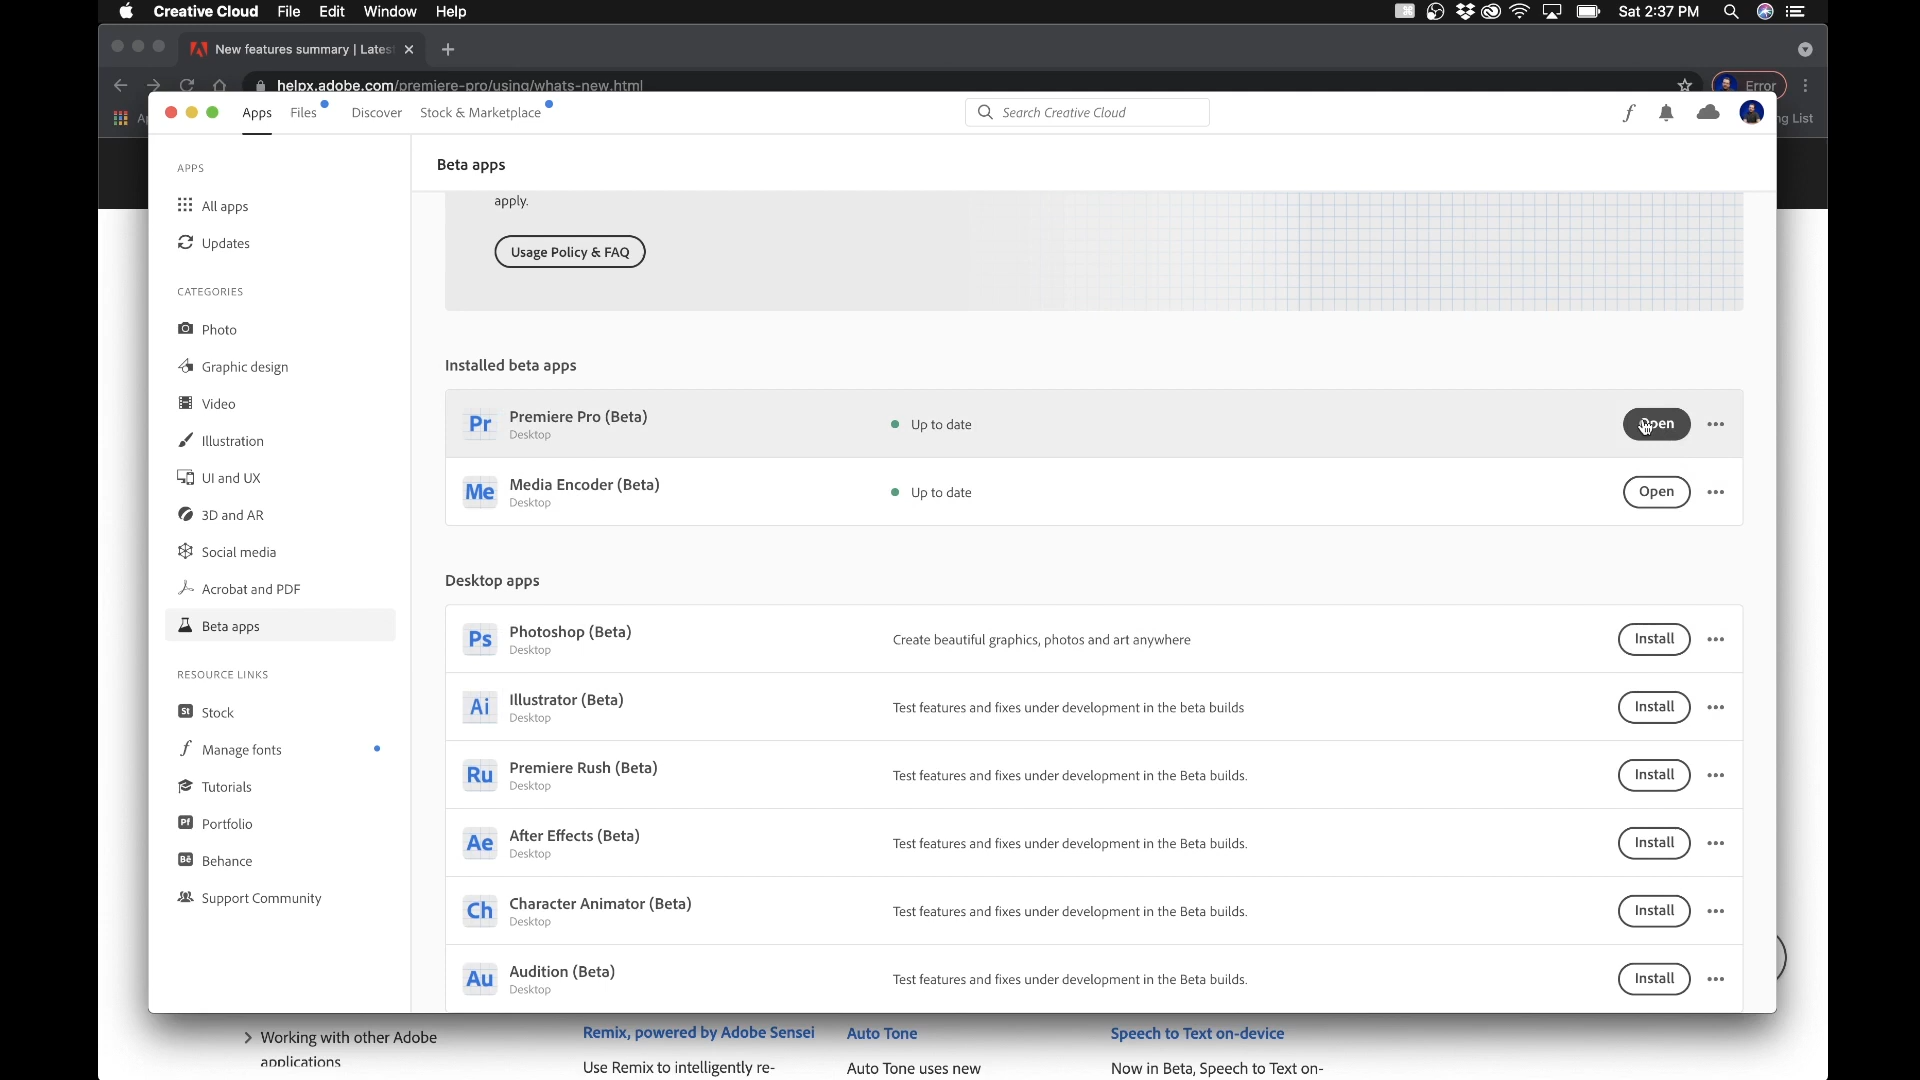 Creative Cloud File Edit Window Help
Sat 2:37 PM
New features summary | Latest
helpx.adobe.com/premiere-pro/using/whats-new.html
Error
Apps Files Discover Stock & Marketplace
Search Creative Cloud
ng List
APPS
All apps
Updates
CATEGORIES
Photo
Graphic design
Video
Illustration
UI and UX
3D and AR
Social media
Acrobat and PDF
Beta apps
RESOURCE LINKS
St Stock
Manage fonts
Tutorials
Pf Portfolio
Bē Behance
Support Community
Beta apps
apply.
Usage Policy & FAQ
Installed beta apps
Pr Premiere Pro (Beta) Up to date Open
Desktop
Me Media Encoder (Beta) Up to date Open
Desktop
Desktop apps
Ps Photoshop (Beta) Create beautiful graphics, photos and art anywhere Install
Desktop
Ai Illustrator (Beta) Test features and fixes under development in the beta builds Install
Desktop
Ru Premiere Rush (Beta) Test features and fixes under development in the Beta builds. Install
Desktop
Ae After Effects (Beta) Test features and fixes under development in the Beta builds. Install
Desktop
Ch Character Animator (Beta) Test features and fixes under development in the Beta builds. Install
Desktop
Au Audition (Beta) Test features and fixes under development in the Beta builds. Install
Desktop
Working with other Adobe
applications
Remix, powered by Adobe Sensei
Use Remix to intelligently re-
Auto Tone
Auto Tone uses new
Speech to Text on-device
Now in Beta, Speech to Text on-